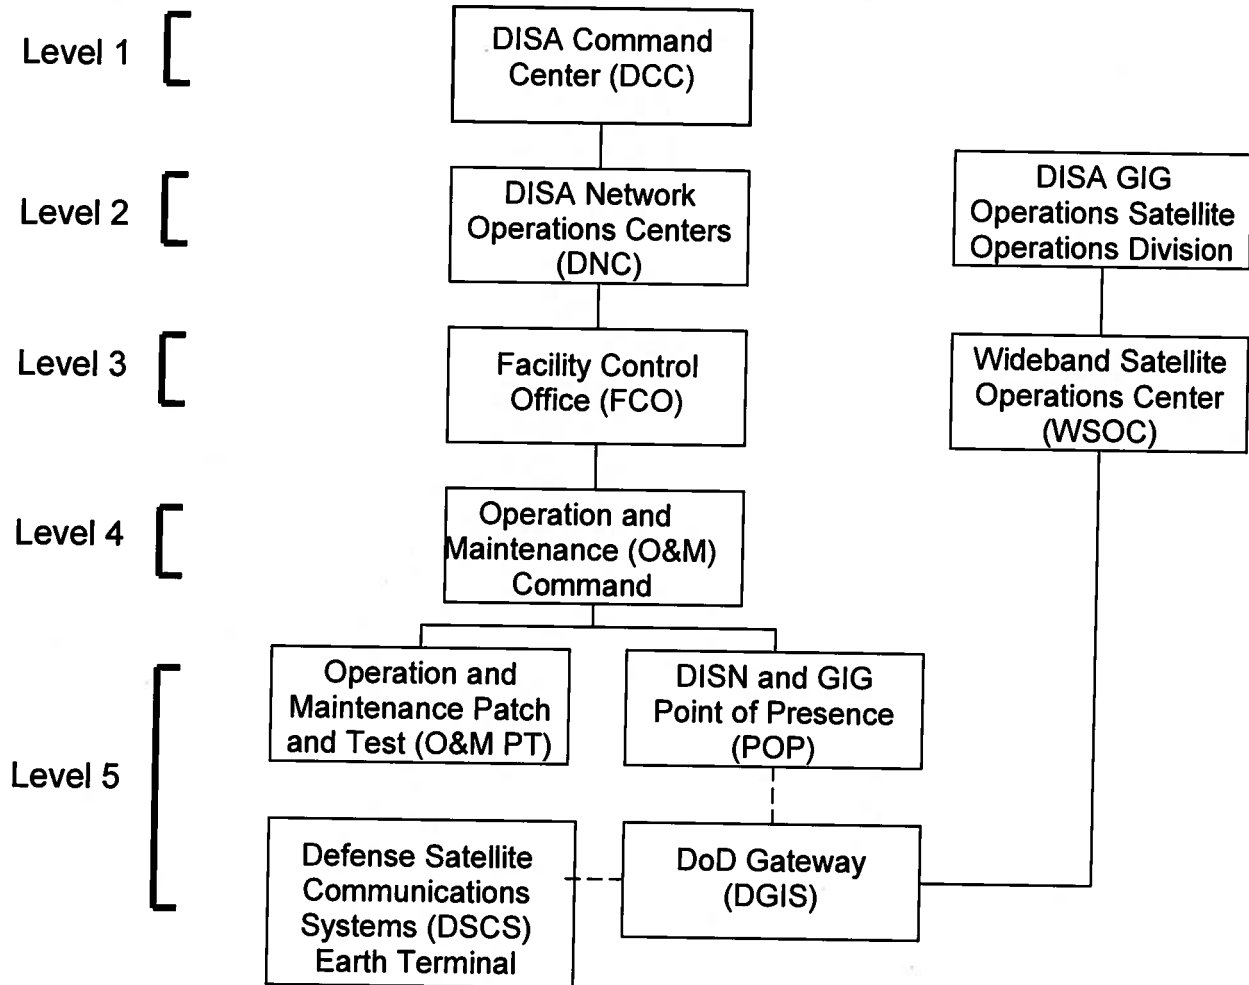 Level 1
DISA Command
Center (DCC)
Level 2
DISA Network
Operations Centers
(DNC)
DISA GIG
Operations Satellite
Operations Division
Level 3
Facility Control
Office (FCO)
Wideband Satellite
Operations Center
(WSOC)
Level 4
Operation and
Maintenance (O&M)
Command
Level 5
Operation and
Maintenance Patch
and Test (O&M PT)
DISN and GIG
Point of Presence
(POP)
Defense Satellite
Communications
Systems (DSCS)
Earth Terminal
DoD Gateway
(DGIS)